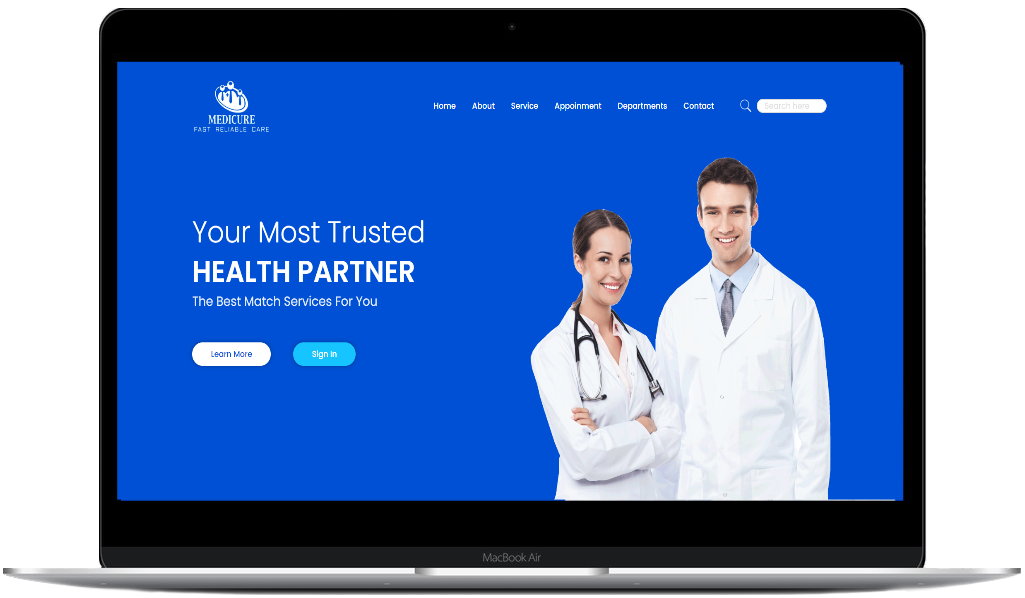 MEDICURE
FAST RELIABLE CARE
Home About Service Appoinment Departments Contact Search here
Your Most Trusted
HEALTH PARTNER
The Best Match Services For You
Learn More Sign In
MacBook Air